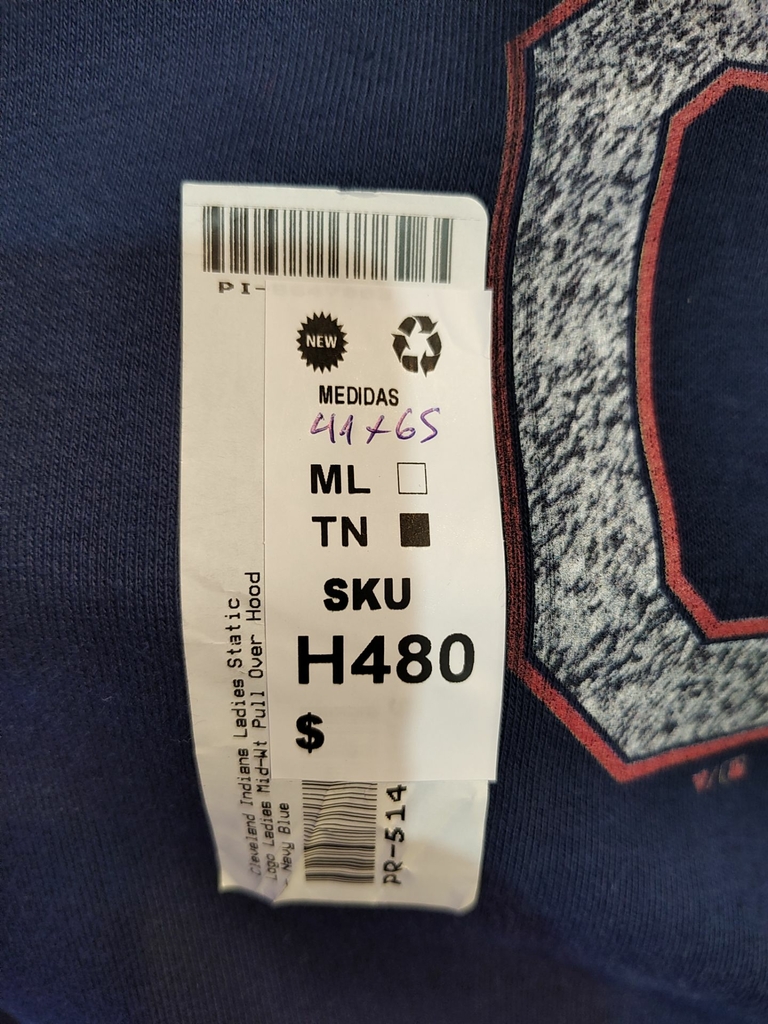 PI-
NEW
MEDIDAS
41x65
ML
TN
SKU
H480
$
Cleveland Indians Ladies Static
Logo Ladies Mid-Wt Pull Over Hood
- Navy Blue
PR-514